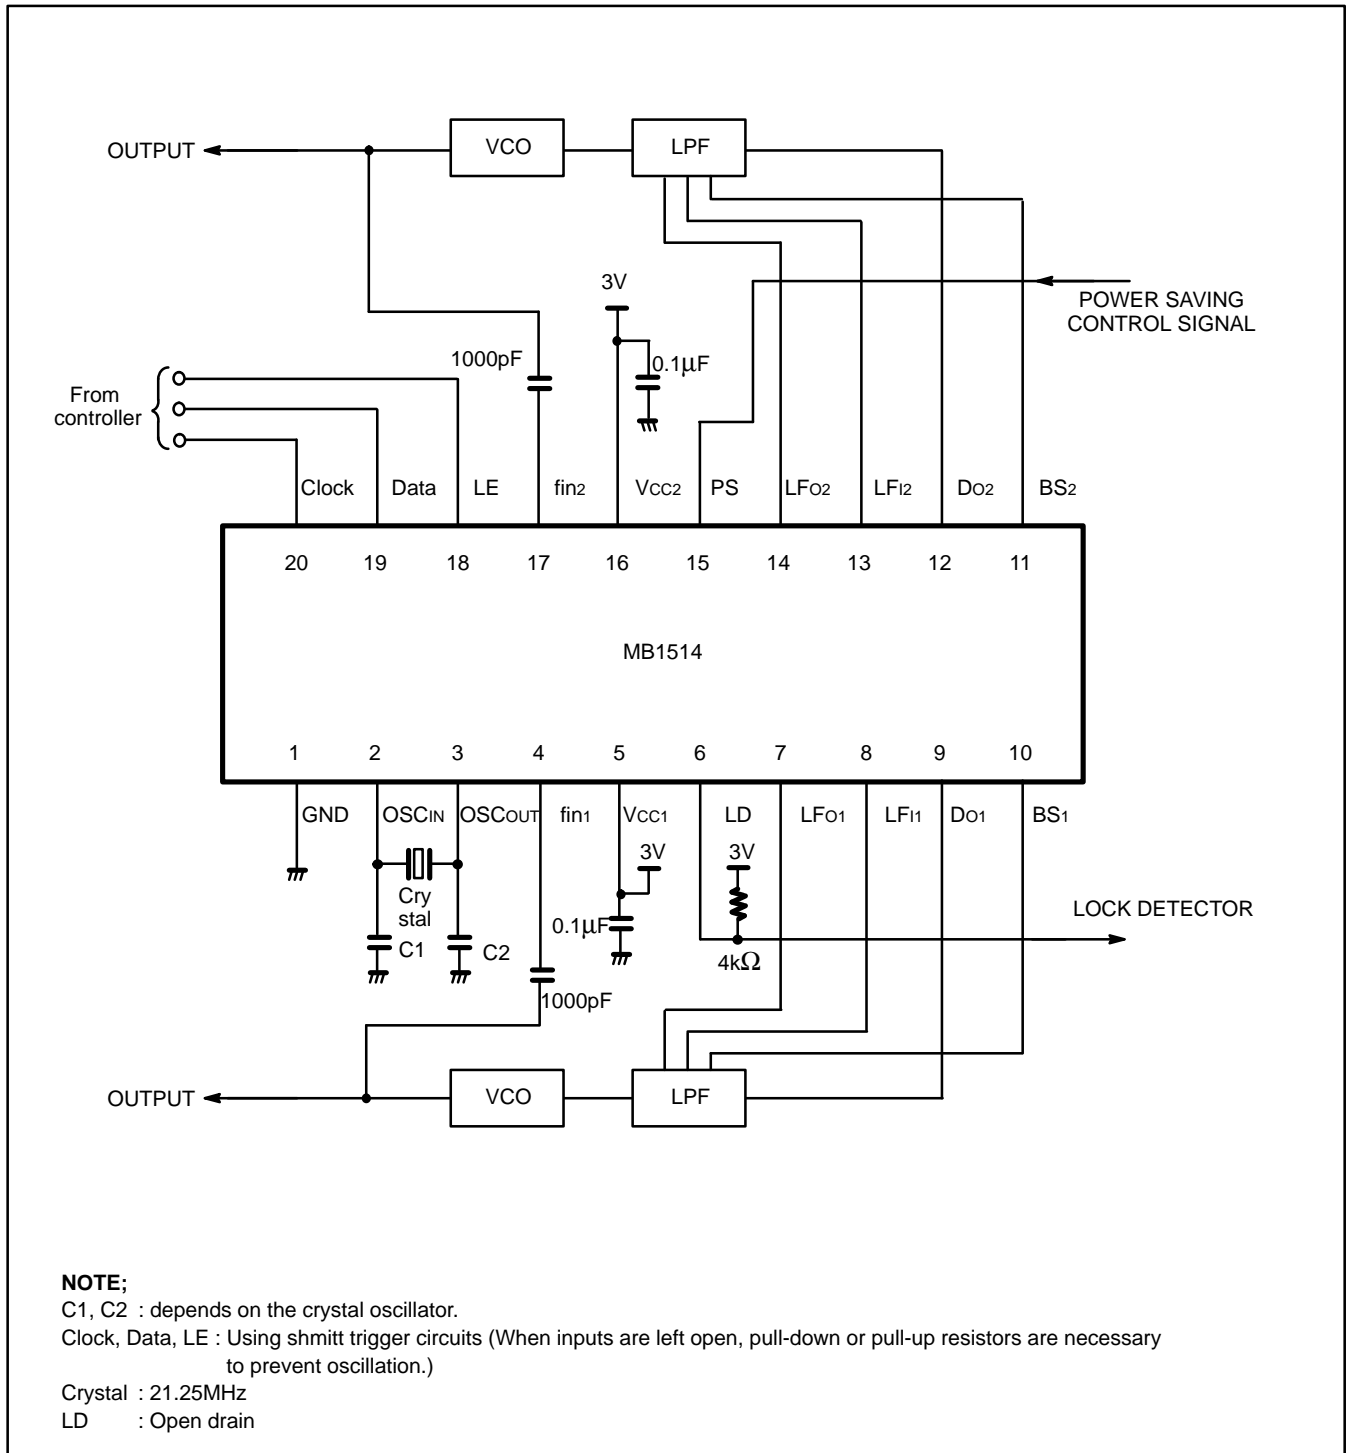 OUTPUT
VCO
LPF
3V
POWER SAVING
CONTROL SIGNAL
1000pF
0.1μF
From
controller
Clock Data LE fin2 VCC2 PS LFO2 LFI2 DO2 BS2
20 19 18 17 16 15 14 13 12 11
MB1514
1 2 3 4 5 6 7 8 9 10
GND OSCIN OSCOUT fin1 VCC1 LD LFO1 LFI1 DO1 BS1
3V 3V
Cry
stal
LOCK DETECTOR
0.1μF
C1 C2
4kΩ
1000pF
OUTPUT
VCO
LPF
NOTE;
C1, C2 : depends on the crystal oscillator.
Clock, Data, LE : Using shmitt trigger circuits (When inputs are left open, pull-down or pull-up resistors are necessary
to prevent oscillation.)
Crystal : 21.25MHz
LD : Open drain